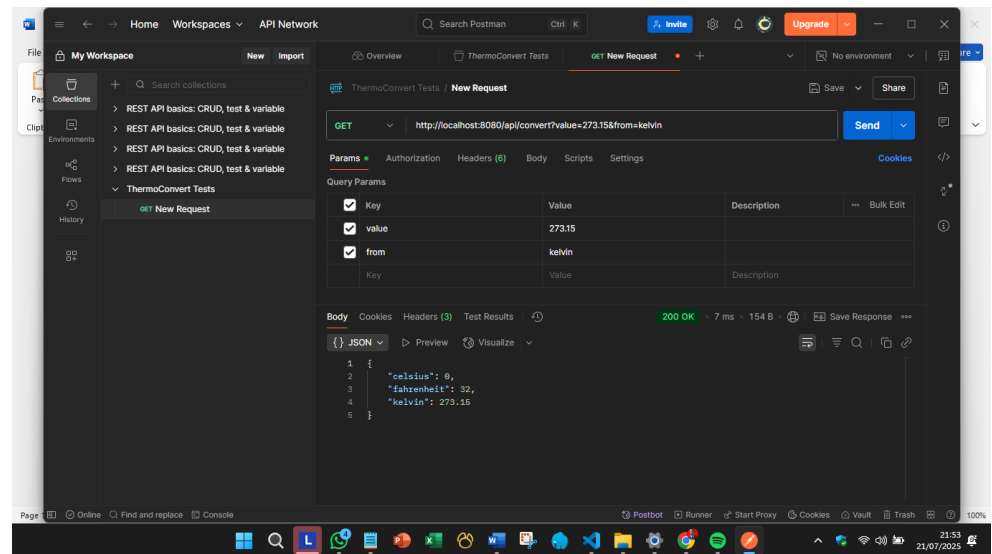 Home Workspaces API Network Search Postman Ctrl K Invite Upgrade
File
My Workspace New Import Overview ThermoConvert Tests GET New Request + No environment
Collections
Search collections
REST API basics: CRUD, test & variable
REST API basics: CRUD, test & variable
REST API basics: CRUD, test & variable
REST API basics: CRUD, test & variable
ThermoConvert Tests
GET New Request
Environments
Flows
History
HTTP ThermoConvert Tests / New Request Save Share
GET http://localhost:8080/api/convert?value=273.15&from=kelvin Send
Params Authorization Headers (6) Body Scripts Settings Cookies
Query Params
Key Value Description Bulk Edit
value 273.15
from kelvin
Key Value Description
Body Cookies Headers (3) Test Results 200 OK 7 ms 154 B Save Response
{} JSON Preview Visualize
1 {
2 "celsius": 0,
3 "fahrenheit": 32,
4 "kelvin": 273.15
5 }
Page Online Find and replace Console Postbot Runner Start Proxy Cookies Vault Trash 100%
21:53
21/07/2025